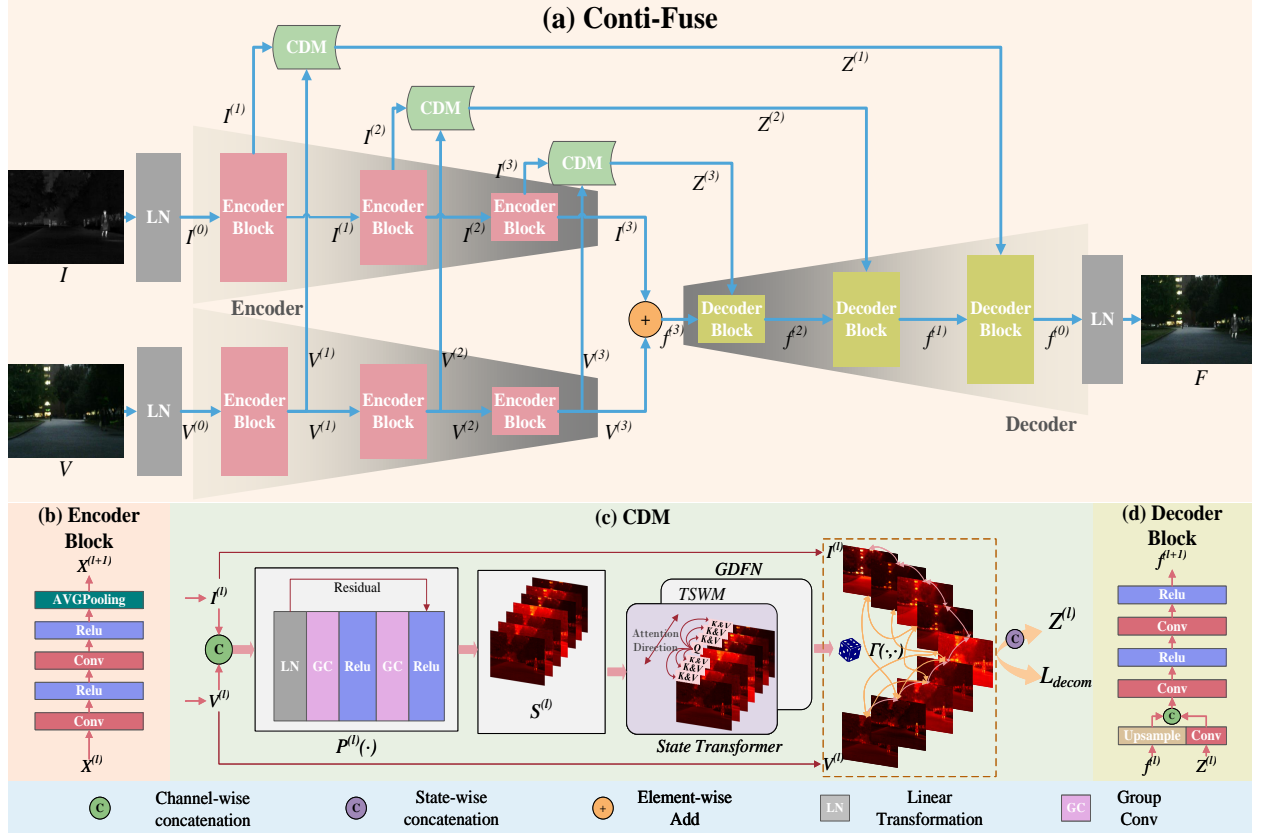 (a) Conti-Fuse
CDM
Z(1)
I(1)
CDM
Z(2)
I(2)
CDM
Z(3)
I(3)
LN
I(0)
Encoder
Block
I(1)
Encoder
Block
I(2)
Encoder
Block
I(3)
I
Encoder
V(1)
V(2)
V(3)
+
f(3)
Decoder
Block
f(2)
Decoder
Block
f(1)
Decoder
Block
f(0)
LN
F
LN
V(0)
Encoder
Block
V(1)
Encoder
Block
V(2)
Encoder
Block
V(3)
V
Decoder
(b) Encoder
Block
X(l+1)
AVGPooling
Relu
Conv
Relu
Conv
X(l)
(c) CDM
I(l)
C
V(l)
Residual
LN
GC
Relu
GC
Relu
P(l)(·)
S(l)
GDFN
TSWM
Attention
Direction
K&V
K&V
K&V
Q
K&V
K&V
K&V
State Transformer
I(l)
Γ(·,·)
V(l)
C
Z(l)
Ldecom
(d) Decoder
Block
f(l+1)
Relu
Conv
Relu
Conv
C
Upsample
Conv
f(l)
Z(l)
C
Channel-wise
concatenation
C
State-wise
concatenation
+
Element-wise
Add
LN
Linear
Transformation
GC
Group
Conv